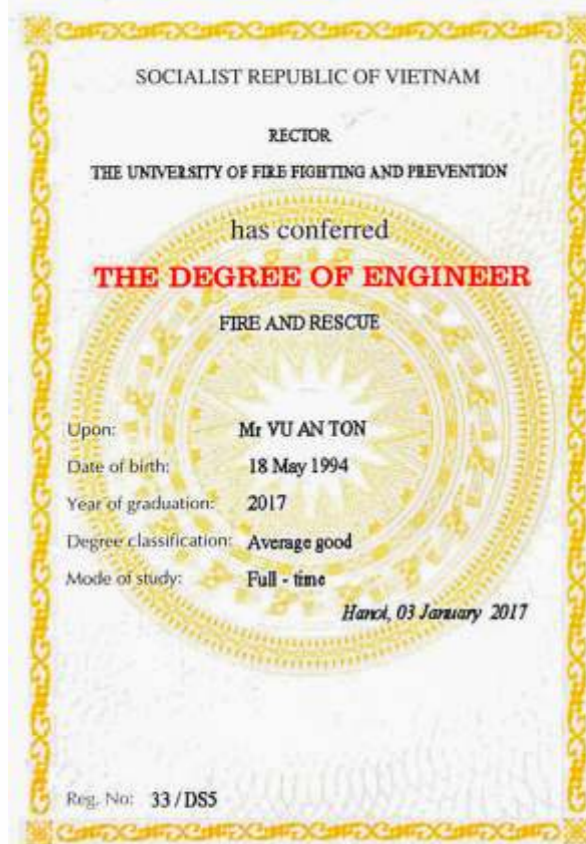 SOCIALIST REPUBLIC OF VIETNAM
RECTOR
THE UNIVERSITY OF FIRE FIGHTING AND PREVENTION
has conferred
THE DEGREE OF ENGINEER
FIRE AND RESCUE
Upon: Mr VU AN TON
Date of birth: 18 May 1994
Year of graduation: 2017
Degree classification: Average good
Mode of study: Full - time
Hanoi, 03 January 2017
Reg. No: 33 / DS5